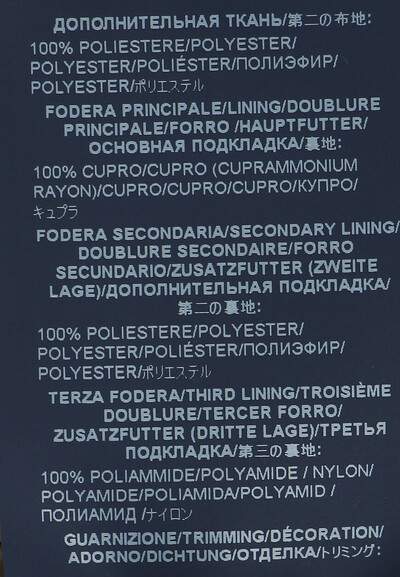 ДОПОЛНИТЕЛЬНАЯ ТКАНЬ/第二の布地:
100% POLIESTERE/POLYESTER/
POLYESTER/POLIÉSTER/ПОЛИЭФИР/
POLYESTER/ポリエステル
FODERA PRINCIPALE/LINING/DOUBLURE
PRINCIPALE/FORRO /HAUPTFUTTER/
ОСНОВНАЯ ПОДКЛАДКА/裏地:
100% CUPRO/CUPRO (CUPRAMMONIUM
RAYON)/CUPRO/CUPRO/CUPRO/КУПРО/
キュプラ
FODERA SECONDARIA/SECONDARY LINING/
DOUBLURE SECONDAIRE/FORRO
SECUNDARIO/ZUSATZFUTTER (ZWEITE
LAGE)/ДОПОЛНИТЕЛЬНАЯ ПОДКЛАДКА/
第二の裏地:
100% POLIESTERE/POLYESTER/
POLYESTER/POLIÉSTER/ПОЛИЭФИР/
POLYESTER/ポリエステル
TERZA FODERA/THIRD LINING/TROISIÈME
DOUBLURE/TERCER FORRO/
ZUSATZFUTTER (DRITTE LAGE)/ТРЕТЬЯ
ПОДКЛАДКА/第三の裏地:
100% POLIAMMIDE/POLYAMIDE / NYLON/
POLYAMIDE/POLIAMIDA/POLYAMID /
ПОЛИАМИД /ナイロン
GUARNIZIONE/TRIMMING/DÉCORATION/
ADORNO/DICHTUNG/ОТДЕЛКА/トリミング: